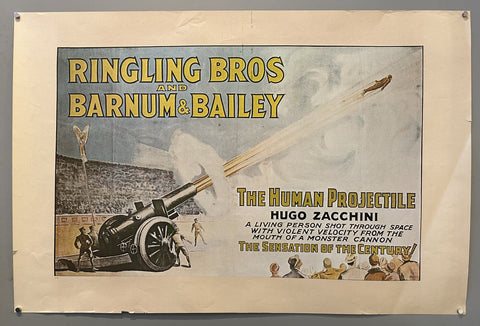 RINGLING BROS
AND
BARNUM & BAILEY
THE HUMAN PROJECTILE
HUGO ZACCHINI
A LIVING PERSON SHOT THROUGH SPACE
WITH VIOLENT VELOCITY FROM THE
MOUTH OF A MONSTER CANNON
THE SENSATION OF THE CENTURY!